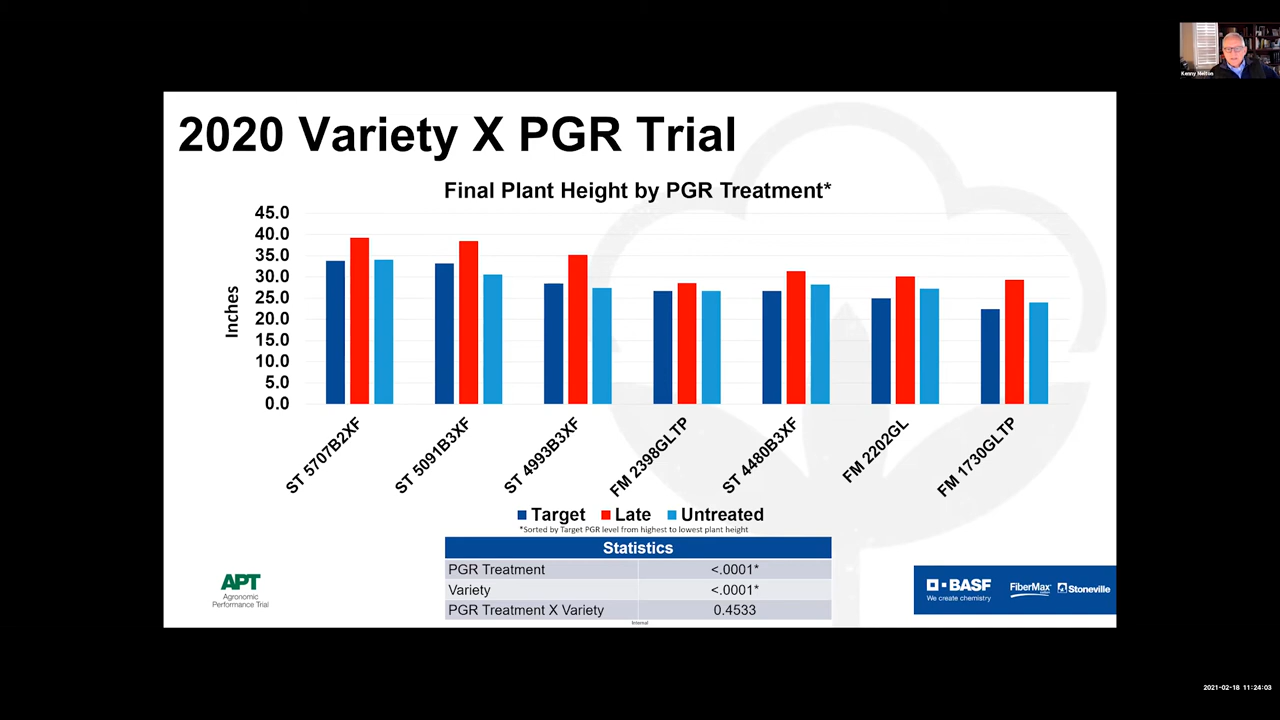 Kenny Melton
2020 Variety X PGR Trial
Final Plant Height by PGR Treatment*
45.0
40.0
35.0
30.0
25.0
20.0
15.0
10.0
5.0
0.0
Inches
ST 5707B2XF
ST 5091B3XF
ST 4993B3XF
FM 2398GLTP
ST 4480B3XF
FM 2202GL
FM 1730GLTP
Target Late Untreated
*Sorted by Target PGR level from highest to lowest plant height
Statistics
PGR Treatment <.0001*
Variety <.0001*
PGR Treatment X Variety 0.4533
Internal
APT
Agronomic
Performance Trial
BASF
We create chemistry
FiberMax
Stoneville
2021-02-18 11:24:03